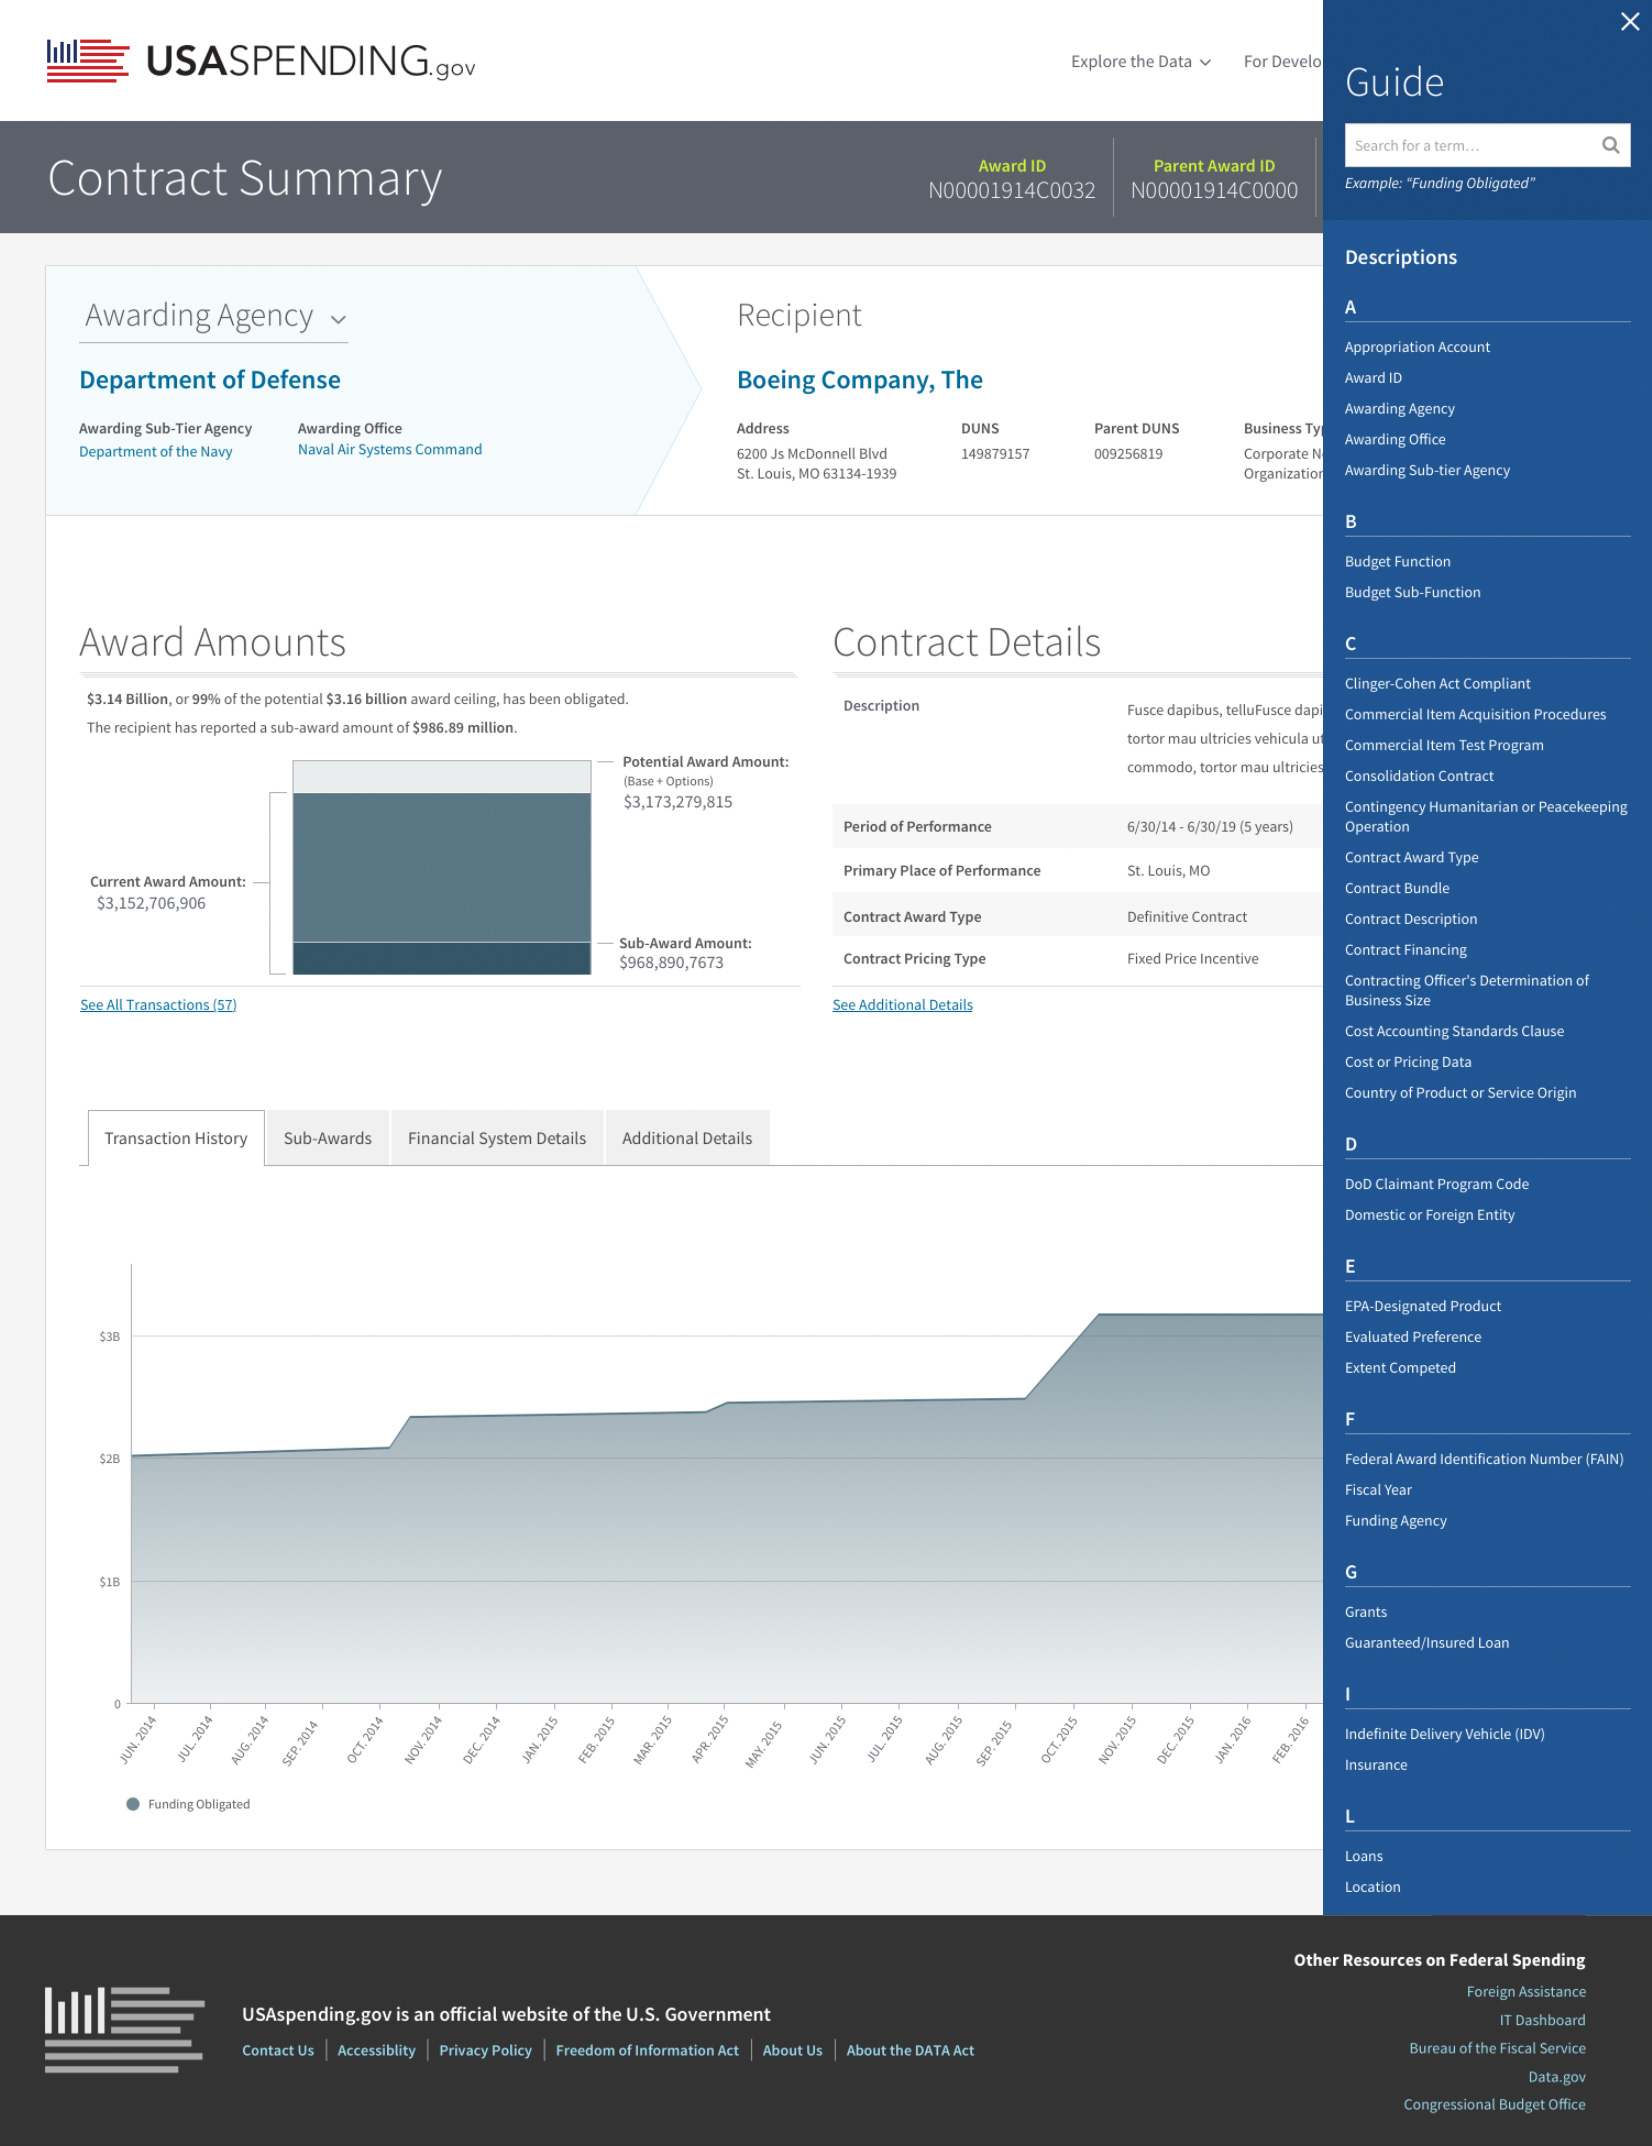 USASPENDING.gov
Explore the Data
For Develo
Contract Summary
Award ID
N00001914C0032
Parent Award ID
N00001914C0000
Awarding Agency
Department of Defense
Awarding Sub-Tier Agency
Department of the Navy
Awarding Office
Naval Air Systems Command
Recipient
Boeing Company, The
Address
6200 Js McDonnell Blvd
St. Louis, MO 63134-1939
DUNS
149879157
Parent DUNS
009256819
Business Typ
Corporate N
Organization
Award Amounts
$3.14 Billion, or 99% of the potential $3.16 billion award ceiling, has been obligated.
The recipient has reported a sub-award amount of $986.89 million.
Potential Award Amount:
(Base + Options)
$3,173,279,815
Current Award Amount:
$3,152,706,906
Sub-Award Amount:
$968,890,7673
See All Transactions (57)
Contract Details
Description
Fusce dapibus, telluFusce dapi
tortor mau ultricies vehicula ut
commodo, tortor mau ultricies
Period of Performance
6/30/14 - 6/30/19 (5 years)
Primary Place of Performance
St. Louis, MO
Contract Award Type
Definitive Contract
Contract Pricing Type
Fixed Price Incentive
See Additional Details
Transaction History
Sub-Awards
Financial System Details
Additional Details
$3B
$2B
$1B
0
JUN. 2014
JUL. 2014
AUG. 2014
SEP. 2014
OCT. 2014
NOV. 2014
DEC. 2014
JAN. 2015
FEB. 2015
MAR. 2015
APR. 2015
MAY. 2015
JUN. 2015
JUL. 2015
AUG. 2015
SEP. 2015
OCT. 2015
NOV. 2015
DEC. 2015
JAN. 2016
FEB. 2016
Funding Obligated
Guide
Search for a term…
Example: “Funding Obligated”
Descriptions
A
Appropriation Account
Award ID
Awarding Agency
Awarding Office
Awarding Sub-tier Agency
B
Budget Function
Budget Sub-Function
C
Clinger-Cohen Act Compliant
Commercial Item Acquisition Procedures
Commercial Item Test Program
Consolidation Contract
Contingency Humanitarian or Peacekeeping
Operation
Contract Award Type
Contract Bundle
Contract Description
Contract Financing
Contracting Officer's Determination of
Business Size
Cost Accounting Standards Clause
Cost or Pricing Data
Country of Product or Service Origin
D
DoD Claimant Program Code
Domestic or Foreign Entity
E
EPA-Designated Product
Evaluated Preference
Extent Competed
F
Federal Award Identification Number (FAIN)
Fiscal Year
Funding Agency
G
Grants
Guaranteed/Insured Loan
I
Indefinite Delivery Vehicle (IDV)
Insurance
L
Loans
Location
USAspending.gov is an official website of the U.S. Government
Contact Us
Accessiblity
Privacy Policy
Freedom of Information Act
About Us
About the DATA Act
Other Resources on Federal Spending
Foreign Assistance
IT Dashboard
Bureau of the Fiscal Service
Data.gov
Congressional Budget Office